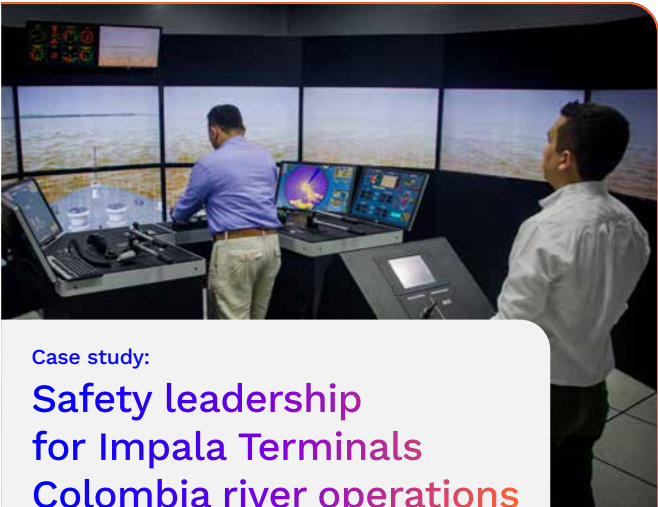 Case study:
Safety leadership
for Impala Terminals
Colombia river operations